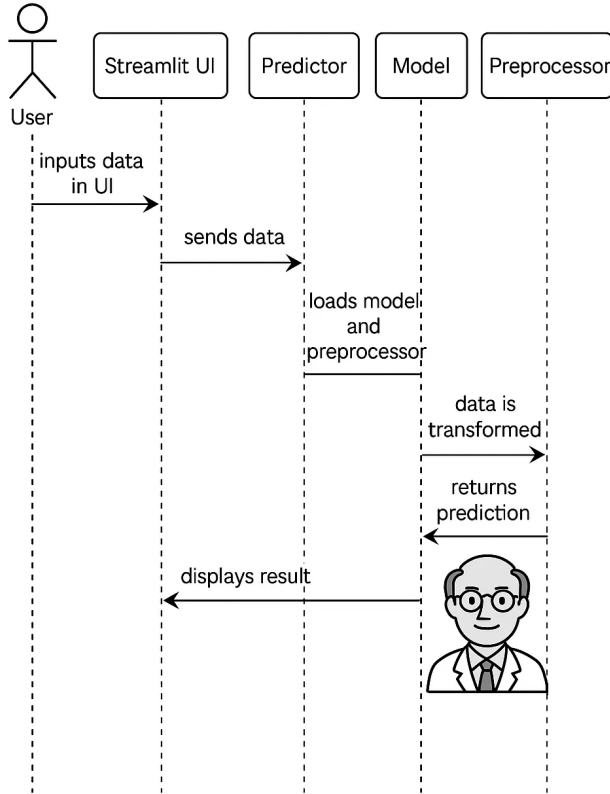 Streamlit UI
Predictor
Model
Preprocessor
User
inputs data
in UI
sends data
loads model
and
preprocessor
data is
transformed
returns
prediction
displays result